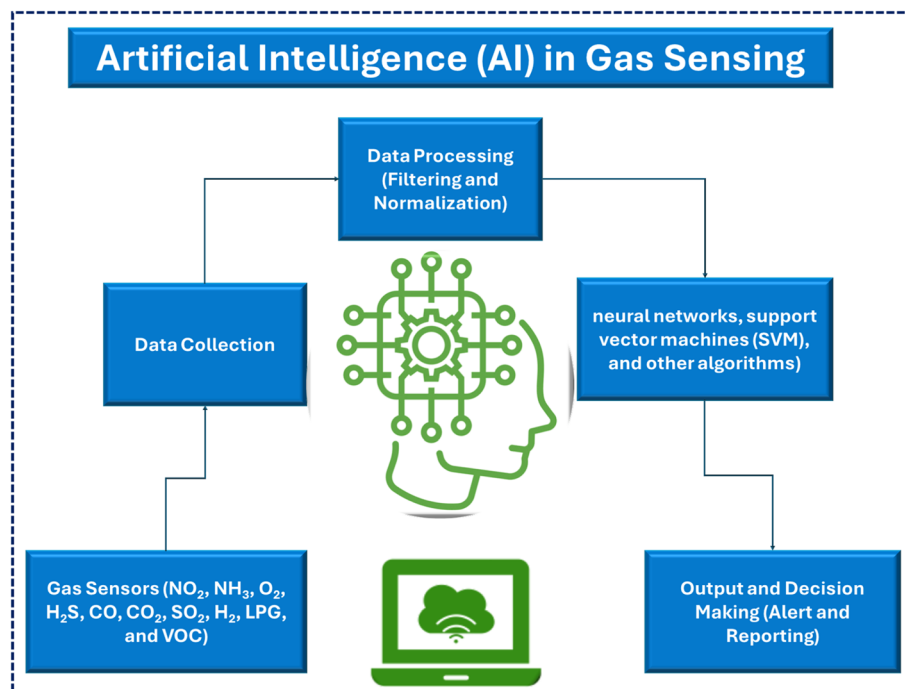 Artificial Intelligence (AI) in Gas Sensing
Data Processing
(Filtering and
Normalization)
Data Collection
neural networks, support
vector machines (SVM),
and other algorithms)
Gas Sensors (NO₂, NH₃, O₂,
H₂S, CO, CO₂, SO₂, H₂, LPG,
and VOC)
Output and Decision
Making (Alert and
Reporting)